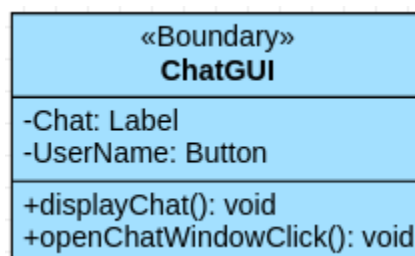 «Boundary»
ChatGUI
-Chat: Label
-UserName: Button
+displayChat(): void
+openChatWindowClick(): void